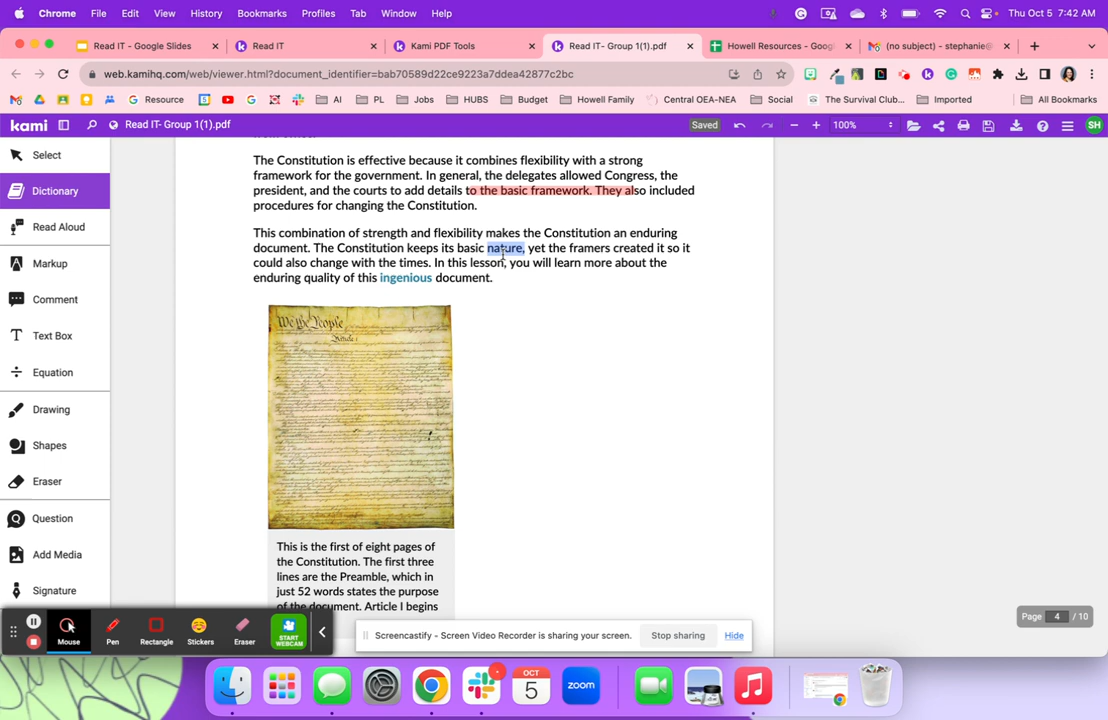 Chrome File Edit View History Bookmarks Profiles Tab Window Help Thu Oct 5 7:42 AM
Read IT - Google Slides Read IT Kami PDF Tools Read IT- Group 1(1).pdf Howell Resources - Goog (no subject) - stephanie@
web.kamihq.com/web/viewer.html?document_identifier=bab70589d22ce9223a7ddea42877c2bc
Resource AI PL Jobs HUBS Budget Howell Family Central OEA-NEA Social The Survival Club... Imported All Bookmarks
kami Read IT- Group 1(1).pdf Saved 100% SH
Select
Dictionary
Read Aloud
Markup
Comment
Text Box
Equation
Drawing
Shapes
Eraser
Question
Add Media
Signature
The Constitution is effective because it combines flexibility with a strong
framework for the government. In general, the delegates allowed Congress, the
president, and the courts to add details to the basic framework. They also included
procedures for changing the Constitution.
This combination of strength and flexibility makes the Constitution an enduring
document. The Constitution keeps its basic nature, yet the framers created it so it
could also change with the times. In this lesson, you will learn more about the
enduring quality of this ingenious document.
We the People
Article I
This is the first of eight pages of
the Constitution. The first three
lines are the Preamble, which in
just 52 words states the purpose
of the document. Article I begins
Page 4 / 10
Mouse Pen Rectangle Stickers Eraser START WEBCAM
Screencastify - Screen Video Recorder is sharing your screen. Stop sharing Hide
OCT
5
zoom